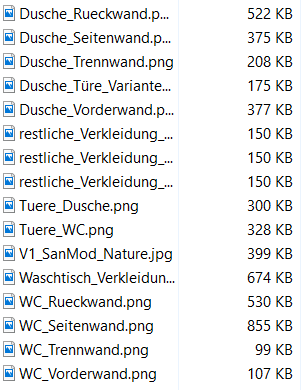 Dusche_Rueckwand.p... 522 KB
Dusche_Seitenwand.p... 375 KB
Dusche_Trennwand.png 208 KB
Dusche_Türe_Variante... 175 KB
Dusche_Vorderwand.p... 377 KB
restliche_Verkleidung_... 150 KB
restliche_Verkleidung_... 150 KB
restliche_Verkleidung_... 150 KB
Tuere_Dusche.png 300 KB
Tuere_WC.png 328 KB
V1_SanMod_Nature.jpg 399 KB
Waschtisch_Verkleidun... 674 KB
WC_Rueckwand.png 530 KB
WC_Seitenwand.png 855 KB
WC_Trennwand.png 99 KB
WC_Vorderwand.png 107 KB